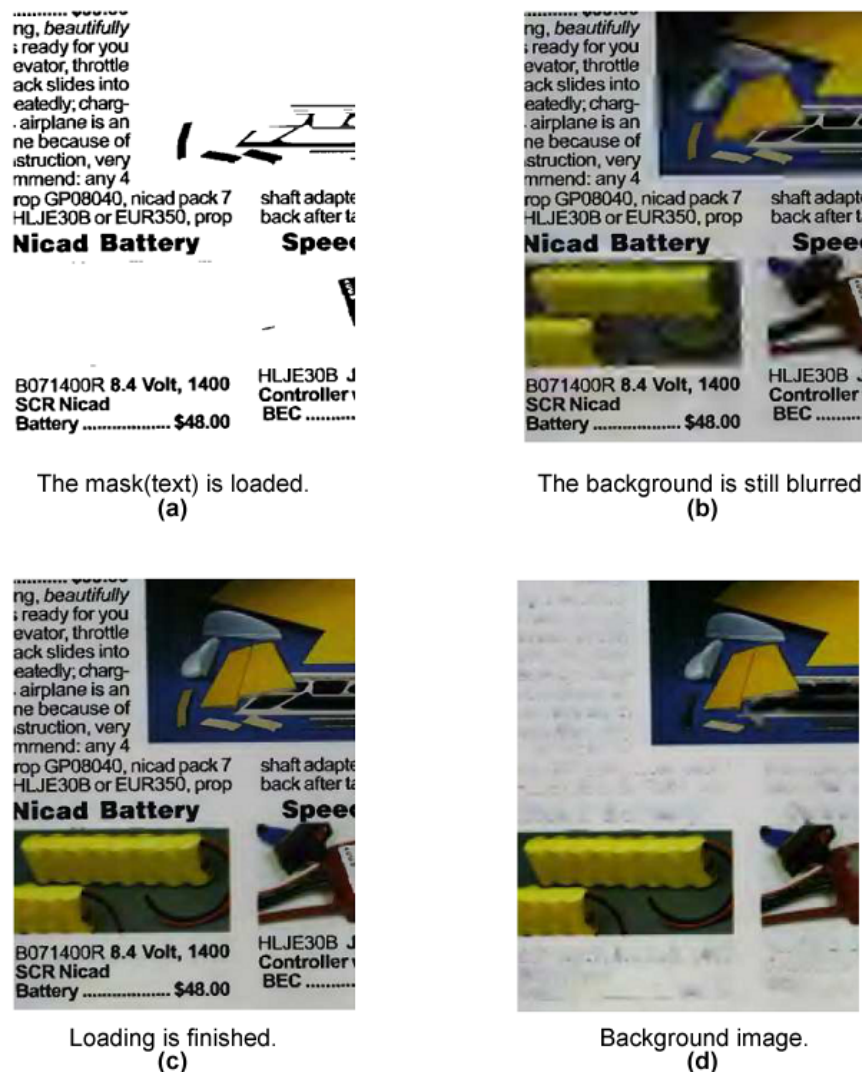 ng, beautifully
ready for you
evator, throttle
ack slides into
eatedly; charg-
airplane is an
ne because of
struction, very
mmend: any 4
rop GP08040, nicad pack 7
HLJE30B or EUR350, prop
shaft adapte
back after ta
Nicad Battery
Speed
B071400R 8.4 Volt, 1400
SCR Nicad
Battery .................. $48.00
HLJE30B J
Controller
BEC ..........
The mask(text) is loaded.
(a)
ng, beautifully
ready for you
evator, throttle
ack slides into
eatedly; charg-
airplane is an
ne because of
struction, very
mmend: any 4
rop GP08040, nicad pack 7
HLJE30B or EUR350, prop
shaft adapte
back after t
Nicad Battery
Spee
B071400R 8.4 Volt, 1400
SCR Nicad
Battery .................. $48.00
HLJE30B
Controller
BEC .........
The background is still blurred
(b)
ng, beautifully
ready for you
evator, throttle
ack slides into
eatedly; charg-
airplane is an
ne because of
struction, very
mmend: any 4
rop GP08040, nicad pack 7
HLJE30B or EUR350, prop
shaft adapte
back after ta
Nicad Battery
Speed
B071400R 8.4 Volt, 1400
SCR Nicad
Battery .................. $48.00
HLJE30B J
Controller
BEC ..........
Loading is finished.
(c)
Background image.
(d)